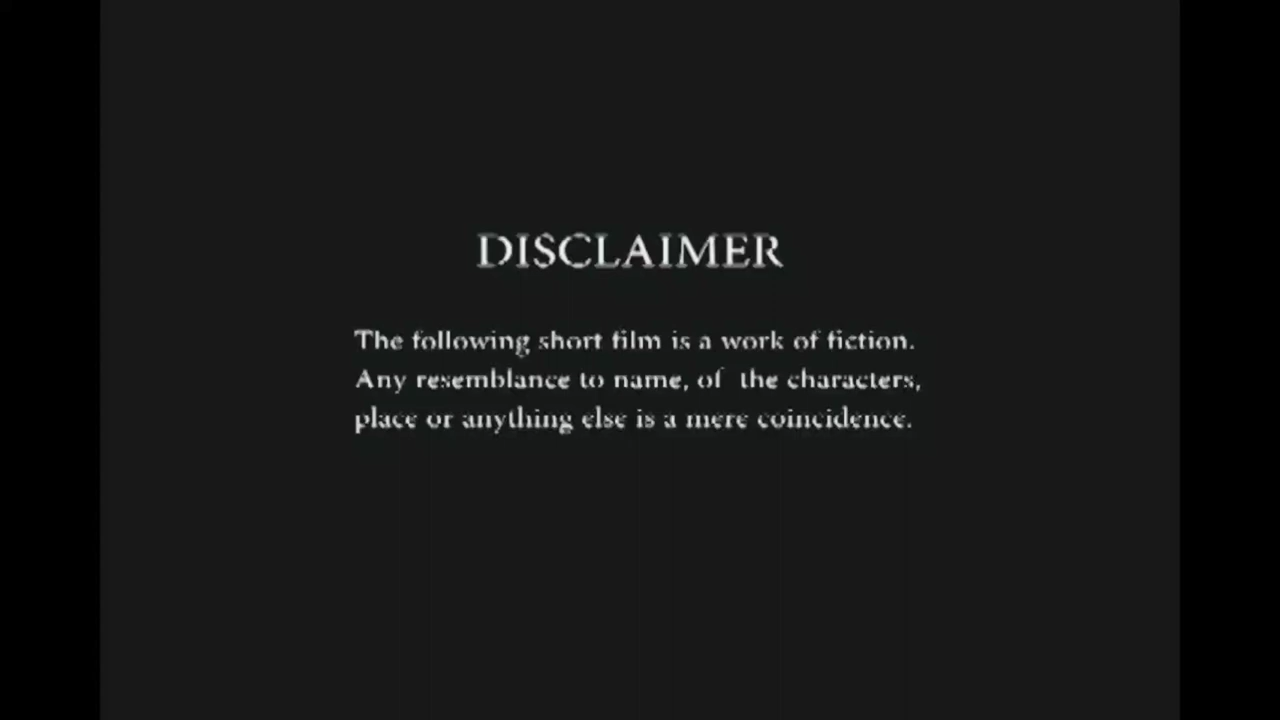 DISCLAIMER
The following short film is a work of fiction.
Any resemblance to name, of the characters,
place or anything else is a mere coincidence.